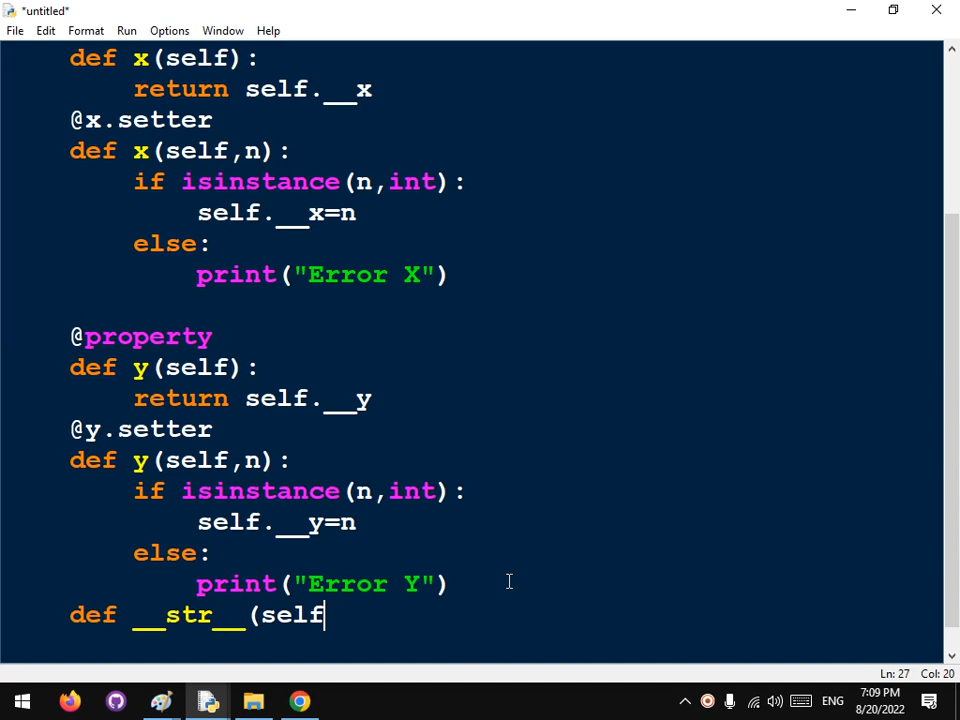 *untitled*
File Edit Format Run Options Window Help
def x(self):
return self.__x
@x.setter
def x(self,n):
if isinstance(n,int):
self.__x=n
else:
print("Error X")
@property
def y(self):
return self.__y
@y.setter
def y(self,n):
if isinstance(n,int):
self.__y=n
else:
print("Error Y")
def __str__(self
Ln: 27 Col: 20
ENG
7:09 PM
8/20/2022